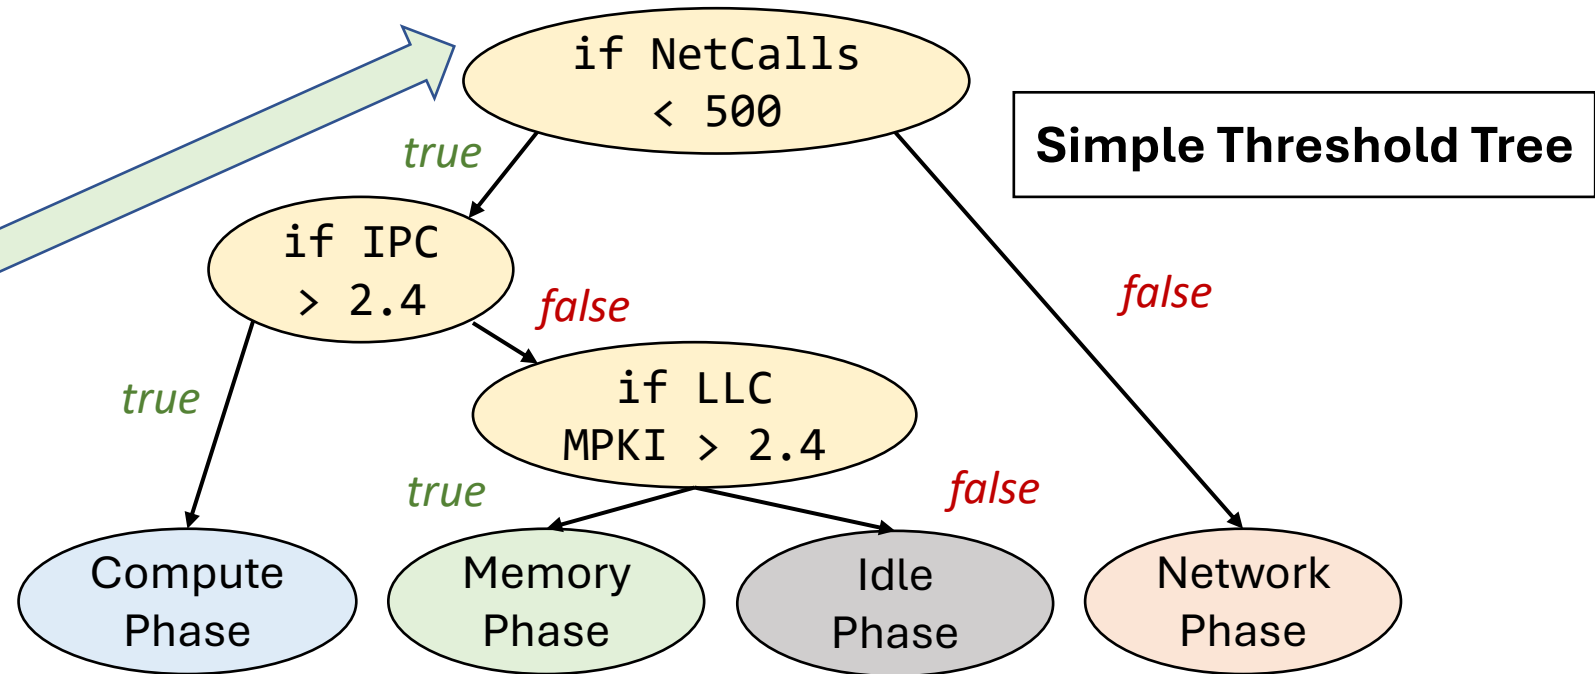 if NetCalls
< 500
Simple Threshold Tree
true
if IPC
> 2.4
false
false
true
if LLC
MPKI > 2.4
true
false
Compute
Phase
Memory
Phase
Idle
Phase
Network
Phase